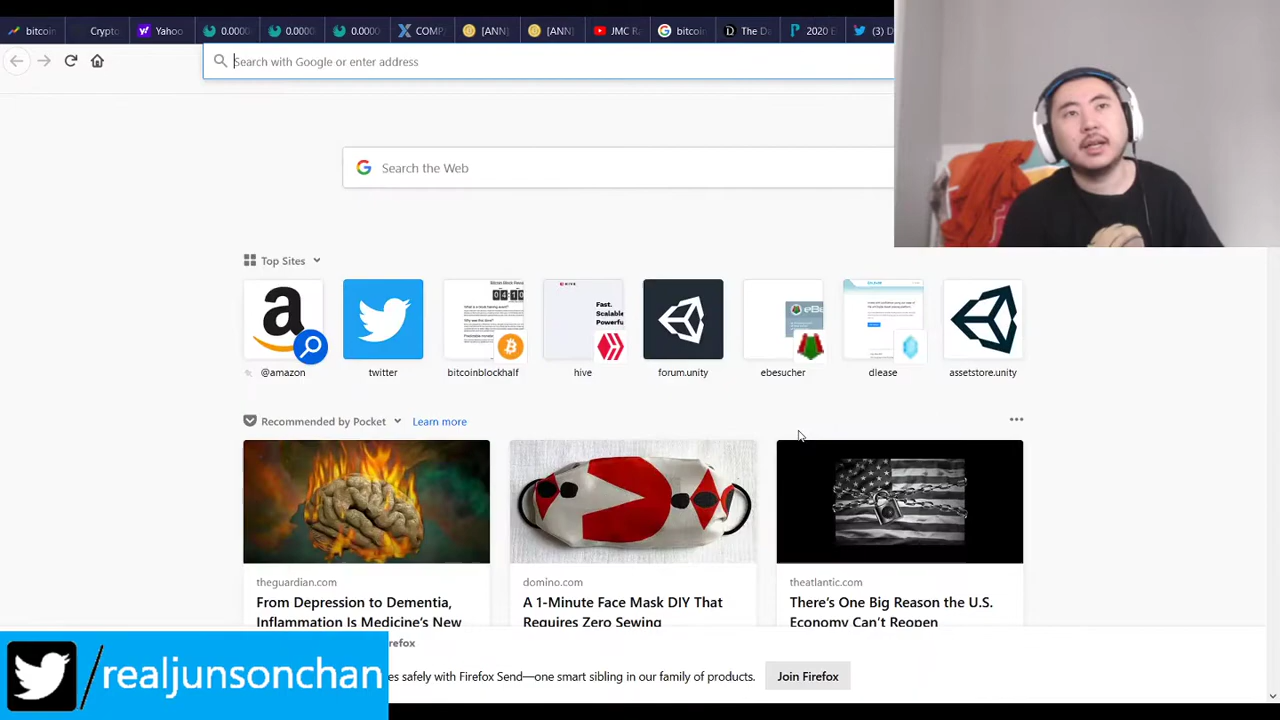 bitcoin
Crypto
Yahoo
0.0000
0.0000
0.0000
COMP.
[ANN]
[ANN]
JMC R
bitcoin
The Da
2020 E
(3) D
Search with Google or enter address
Search the Web
Top Sites
@amazon
twitter
bitcoinblockhalf
hive
forum.unity
ebesucher
dlease
assetstore.unity
Recommended by Pocket
Learn more
theguardian.com
From Depression to Dementia,
Inflammation Is Medicine's New
domino.com
A 1-Minute Face Mask DIY That
Requires Zero Sewing
theatlantic.com
There's One Big Reason the U.S.
Economy Can't Reopen
refox
es safely with Firefox Send—one smart sibling in our family of products.
Join Firefox
/realjunsonchan